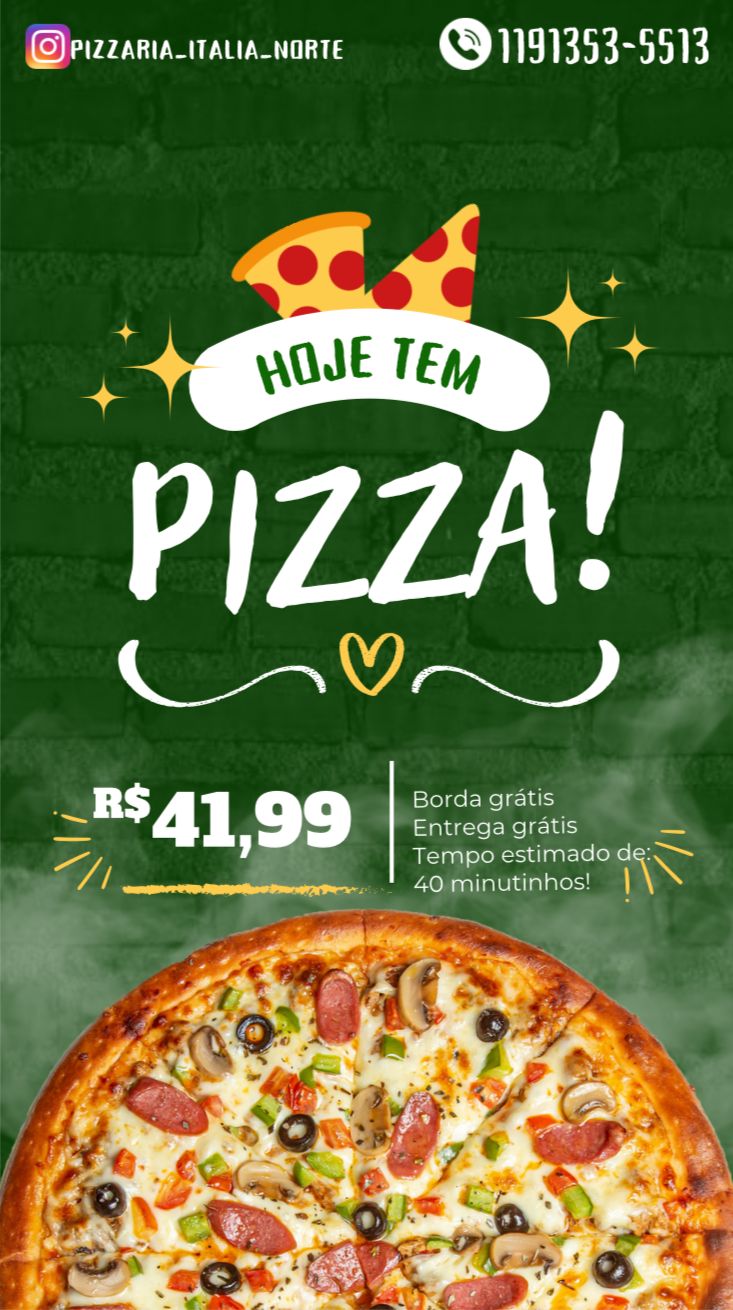 PIZZARIA_ITALIA_NORTE
1191353-5513
HOJE TEM
PIZZA!
R$41,99
Borda grátis
Entrega grátis
Tempo estimado de:
40 minutinhos!